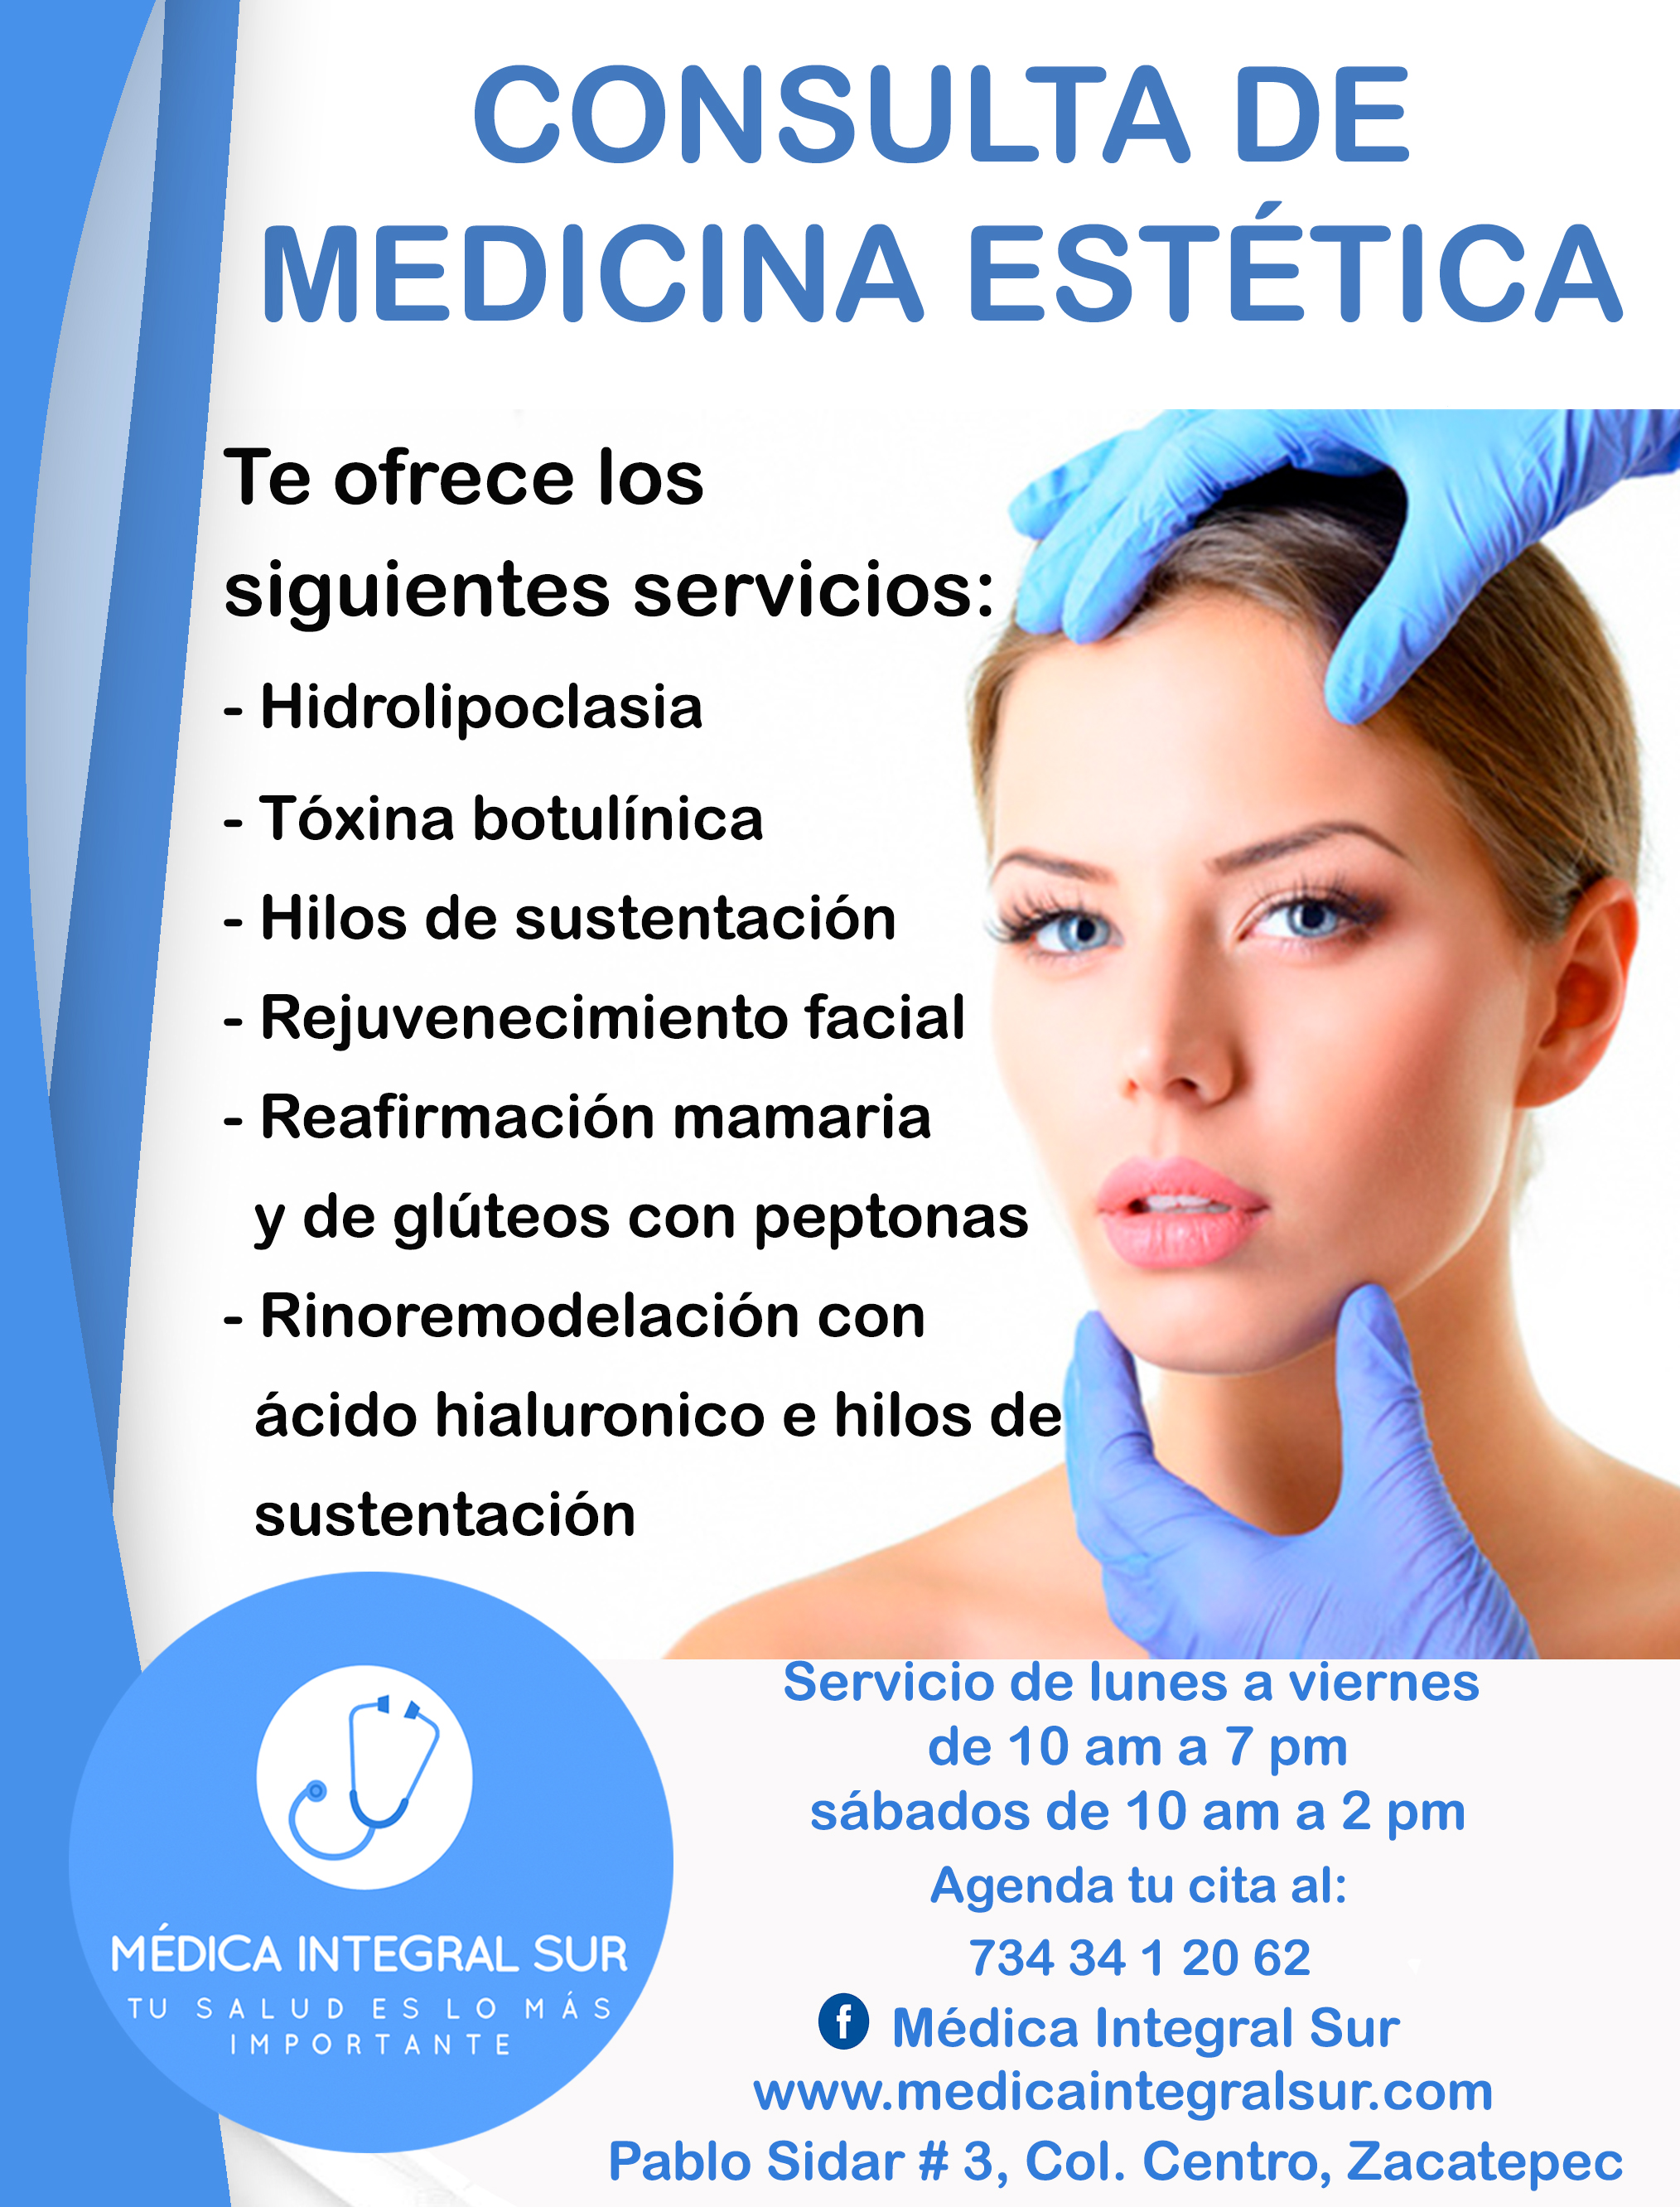 CONSULTA DE
MEDICINA ESTÉTICA
Te ofrece los
siguientes servicios:
- Hidrolipoclasia
- Tóxina botulínica
- Hilos de sustentación
- Rejuvenecimiento facial
- Reafirmación mamaria
y de glúteos con peptonas
- Rinoremodelación con
ácido hialuronico e hilos de
sustentación
MÉDICA INTEGRAL SUR
TU SALUD ES LO MÁS
IMPORTANTE
Servicio de lunes a viernes
de 10 am a 7 pm
sábados de 10 am a 2 pm
Agenda tu cita al:
734 34 1 20 62
f Médica Integral Sur
www.medicaintegralsur.com
Pablo Sidar # 3, Col. Centro, Zacatepec